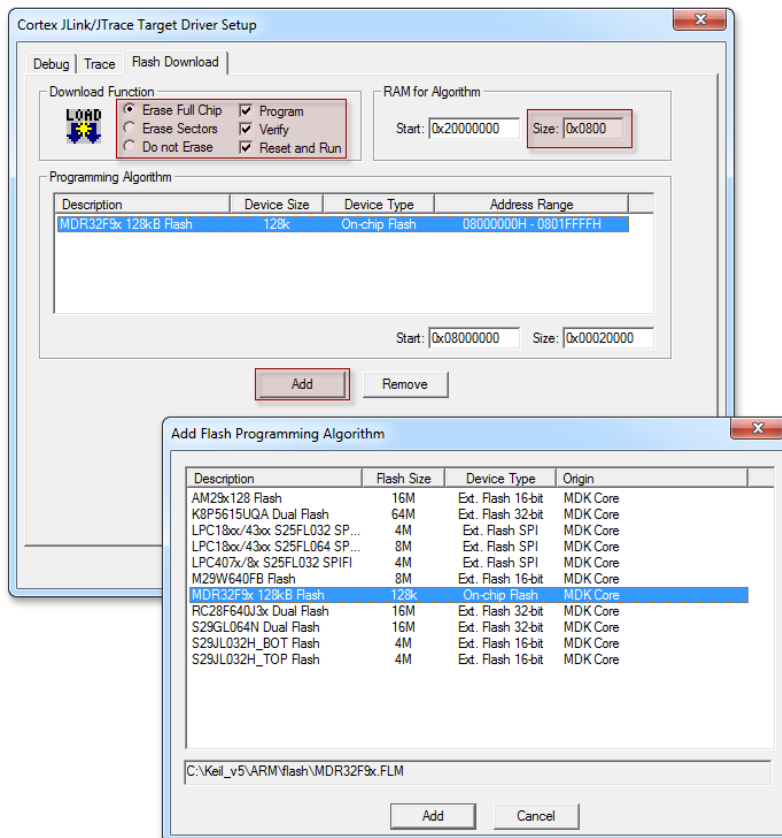 Cortex JLink/JTrace Target Driver Setup
Debug Trace Flash Download
Download Function
LOAD
Erase Full Chip Program
Erase Sectors Verify
Do not Erase Reset and Run
RAM for Algorithm
Start: 0x20000000 Size: 0x0800
Programming Algorithm
Description Device Size Device Type Address Range
MDR32F9x 128kB Flash 128k On-chip Flash 08000000H - 0801FFFFH
Start: 0x08000000 Size: 0x00020000
Add Remove
Add Flash Programming Algorithm
Description Flash Size Device Type Origin
AM29x128 Flash 16M Ext. Flash 16-bit MDK Core
K8P5615UQA Dual Flash 64M Ext. Flash 32-bit MDK Core
LPC18xx/43xx S25FL032 SP... 4M Ext. Flash SPI MDK Core
LPC18xx/43xx S25FL064 SP... 8M Ext. Flash SPI MDK Core
LPC407x/8x S25FL032 SPIFI 4M Ext. Flash SPI MDK Core
M29W640FB Flash 8M Ext. Flash 16-bit MDK Core
MDR32F9x 128kB Flash 128k On-chip Flash MDK Core
RC28F640J3x Dual Flash 16M Ext. Flash 32-bit MDK Core
S29GL064N Dual Flash 16M Ext. Flash 32-bit MDK Core
S29JL032H_BOT Flash 4M Ext. Flash 16-bit MDK Core
S29JL032H_TOP Flash 4M Ext. Flash 16-bit MDK Core
C:\Keil_v5\ARM\flash\MDR32F9x.FLM
Add Cancel